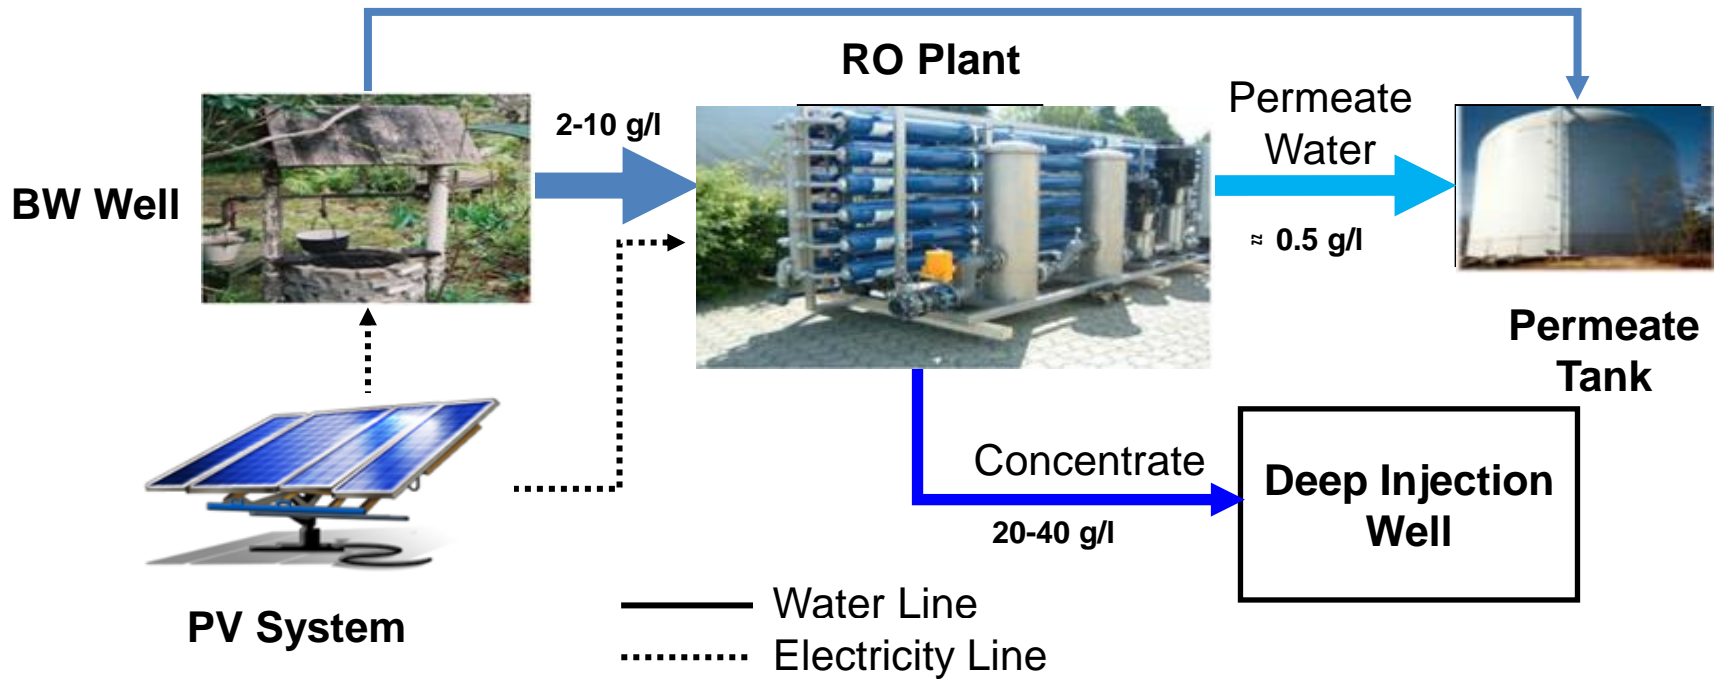 RO Plant
2-10 g/l
Permeate
Water
BW Well
≈ 0.5 g/l
Permeate
Tank
Concentrate
20-40 g/l
Deep Injection
Well
PV System
Water Line
Electricity Line